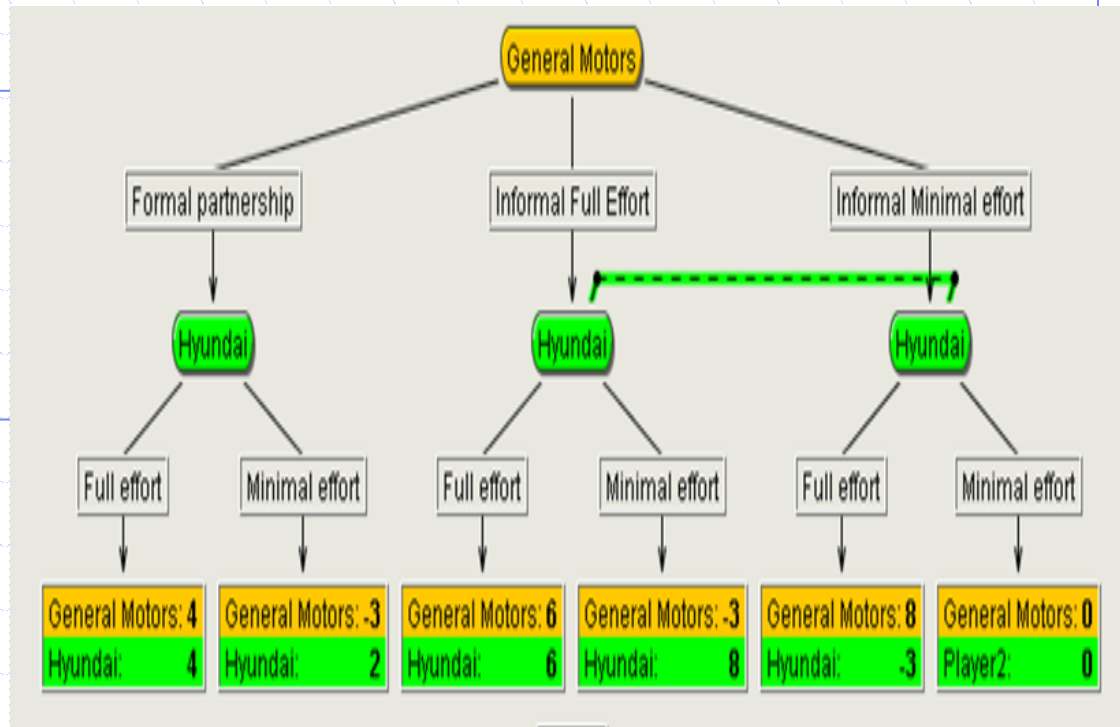 General Motors
Formal partnership
Informal Full Effort
Informal Minimal effort
Hyundai
Hyundai
Hyundai
Full effort
Minimal effort
Full effort
Minimal effort
Full effort
Minimal effort
General Motors: 4
Hyundai: 4
General Motors: -3
Hyundai: 2
General Motors: 6
Hyundai: 6
General Motors: -3
Hyundai: 8
General Motors: 8
Hyundai: -3
General Motors: 0
Player2: 0